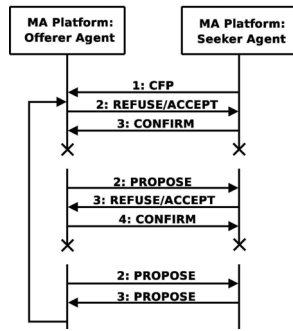 MA Platform:
Offerer Agent
MA Platform:
Seeker Agent
1: CFP
2: REFUSE/ACCEPT
3: CONFIRM
2: PROPOSE
3: REFUSE/ACCEPT
4: CONFIRM
2: PROPOSE
3: PROPOSE